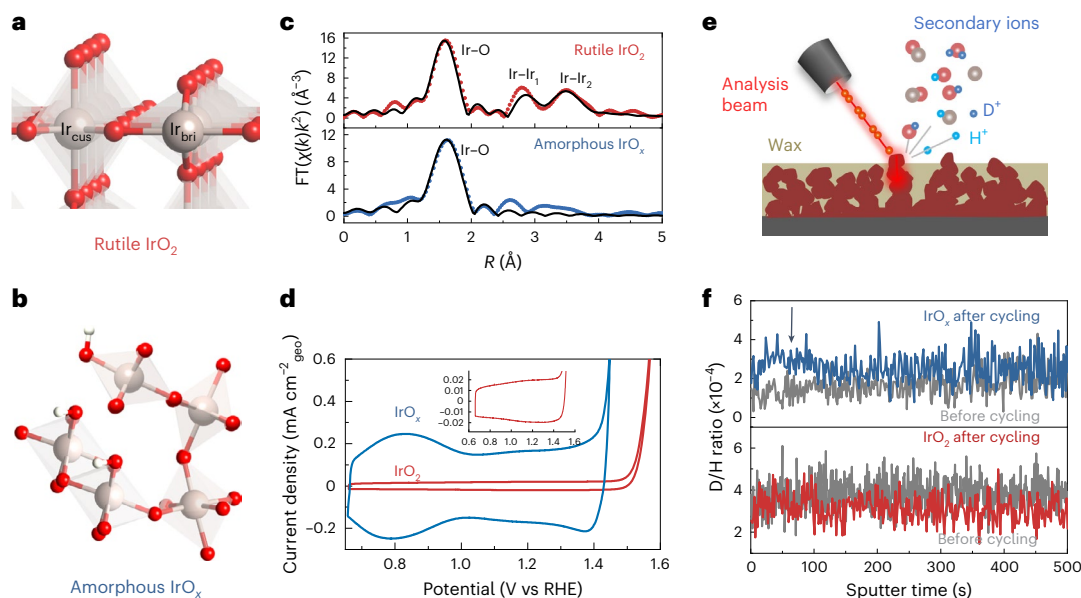 a
Ir_cus
Ir_bri
Rutile IrO₂
b
Amorphous IrOₓ
c
FT(χ(k)k²) (Å⁻³)
16
12
8
4
0
Ir–O
Ir–Ir₁
Ir–Ir₂
Rutile IrO₂
12
8
4
0
Ir–O
Amorphous IrOₓ
0 1 2 3 4 5
R (Å)
d
Current density (mA cm⁻²_geo)
0.6
0.4
0.2
0
−0.2
IrOₓ
IrO₂
0.02
0.01
−0.01
−0.02
0.6 0.8 1.0 1.2 1.4 1.6
0.8 1.0 1.2 1.4 1.6
Potential (V vs RHE)
e
Secondary ions
Analysis
beam
D⁺
H⁺
Wax
f
D/H ratio (×10⁻⁴)
6
4
2
0
IrOₓ after cycling
Before cycling
6
4
2
IrO₂ after cycling
Before cycling
0 100 200 300 400 500
Sputter time (s)